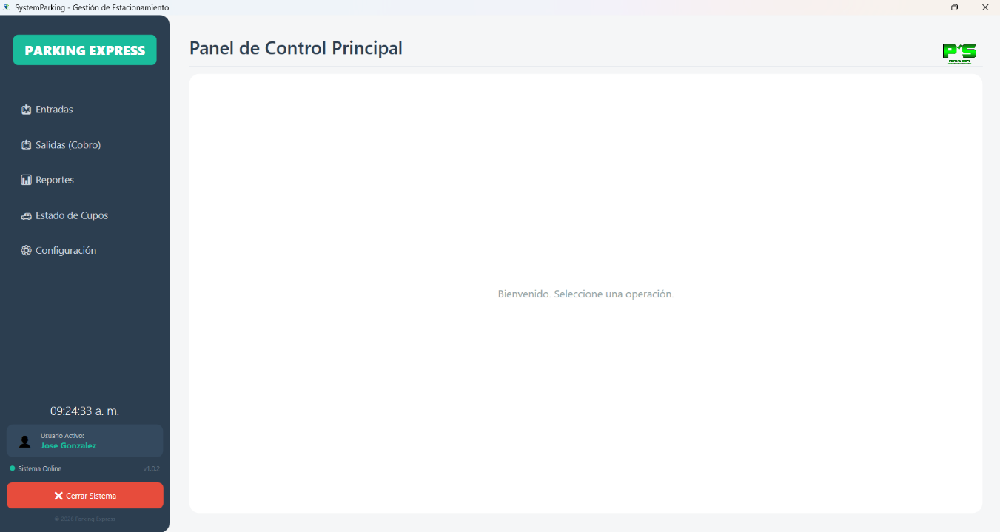 SystemParking - Gestión de Estacionamiento
PARKING EXPRESS
Entradas
Salidas (Cobro)
Reportes
Estado de Cupos
Configuración
09:24:33 a. m.
Usuario Activo:
Jose Gonzalez
Sistema Online
v1.0.2
Cerrar Sistema
© 2026 Parking Express
Panel de Control Principal
P'S
Bienvenido. Seleccione una operación.